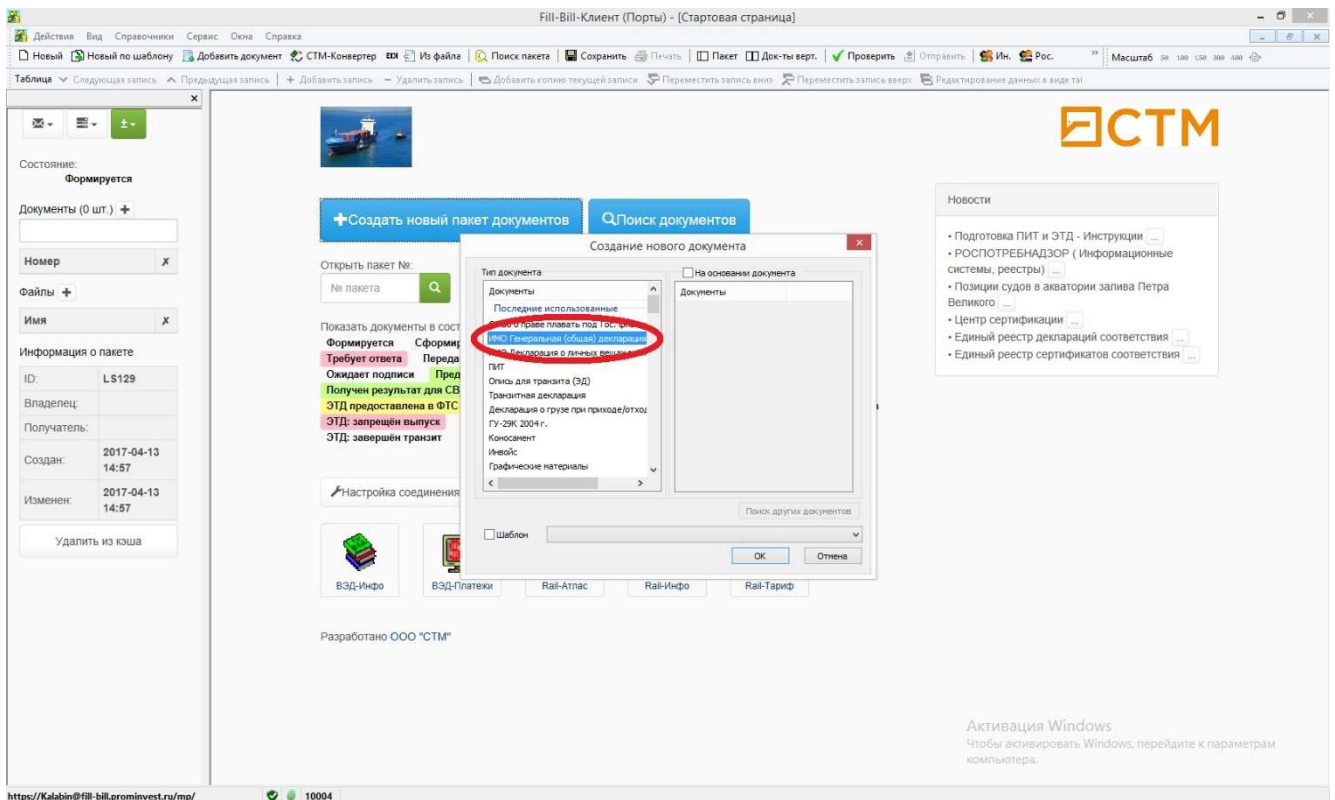 Fill-Bill-Клиент (Порты) - [Стартовая страница]
Действия Вид Справочники Сервис Окна Справка
Новый Новый по шаблону Добавить документ СТМ-Конвертер EDI Из файла Поиск пакета Сохранить Печать Пакет Док-ты верт. Проверить Отправить Ин. Рос. » Масштаб 50 100 150 200 400
Таблица Следующая запись Предыдущая запись + Добавить запись − Удалить запись Добавить копию текущей записи Переместить запись вниз Переместить запись вверх Редактирование данных в виде таб
Состояние:
Формируется
Документы (0 шт.) +
Номер x
Файлы +
Имя x
Информация о пакете
ID: LS129
Владелец:
Получатель:
Создан: 2017-04-13 14:57
Изменен: 2017-04-13 14:57
Удалить из кэша
СТМ
+Создать новый пакет документов
Поиск документов
Открыть пакет №:
№ пакета
Показать документы в сост
Формируется Сформир
Требует ответа Переда
Ожидает подписи Пред
Получен результат для СВ
ЭТД предоставлена в ФТС
ЭТД: запрещён выпуск
ЭТД: завершён транзит
Настройка соединения
ВЭД-Инфо ВЭД-Платежи Rail-Атлас Rail-Инфо Rail-Тариф
Разработано ООО "СТМ"
Создание нового документа
Тип документа
Документы
Последние использованные
о праве плавать под Гос. фла
ИМО Генеральная (общая) декларация
Декларация о личных вещах
ПИТ
Опись для транзита (ЭД)
Транзитная декларация
Декларация о грузе при приходе/отход
ГУ-29К 2004 г.
Коносамент
Инвойс
Графические материалы
На основании документа
Документы
Поиск других документов
Шаблон
ОК Отмена
Новости
• Подготовка ПИТ и ЭТД - Инструкции ...
• РОСПОТРЕБНАДЗОР ( Информационные
системы, реестры) ...
• Позиции судов в акватории залива Петра
Великого ...
• Центр сертификации ...
• Единый реестр деклараций соответствия ...
• Единый реестр сертификатов соответствия ...
Активация Windows
Чтобы активировать Windows, перейдите к параметрам
компьютера.
https://Kalabin@fill-bill.prominvest.ru/mp/ 10004